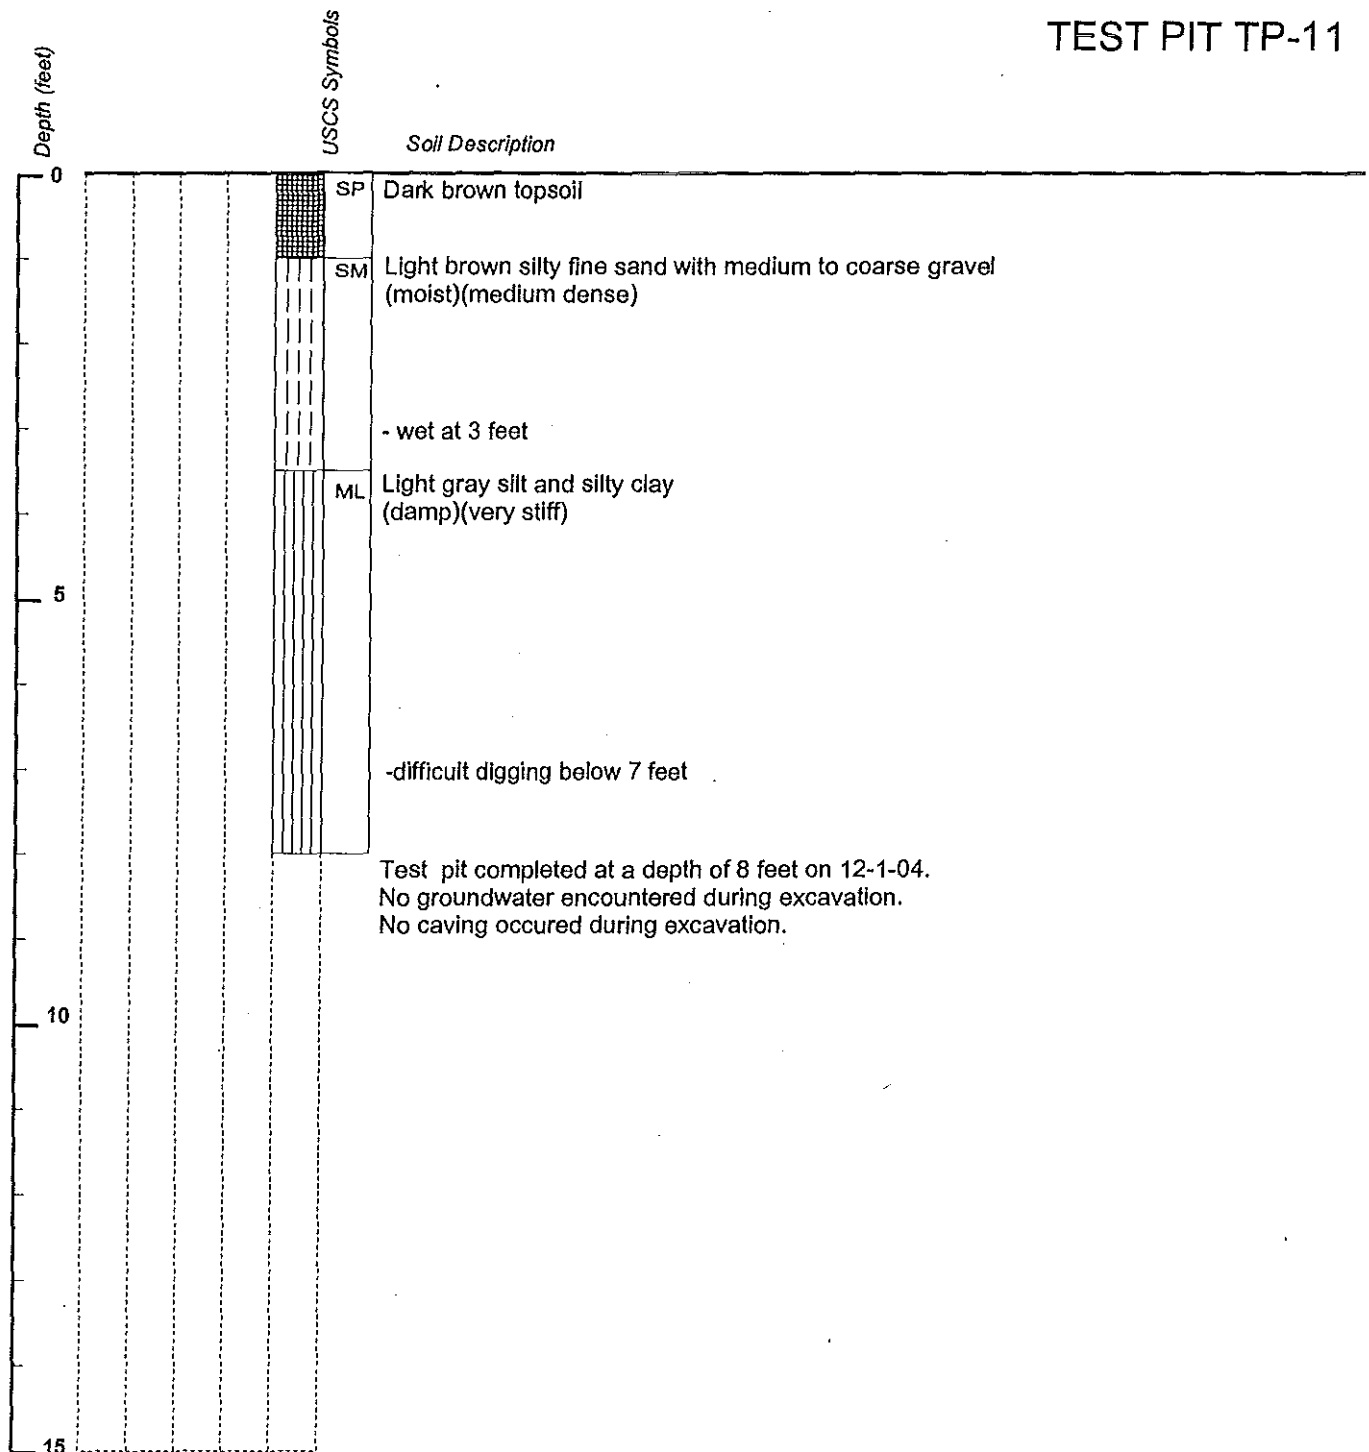 TEST PIT TP-11
Depth (feet)
USCS Symbols
Soil Description
0
SP
Dark brown topsoil
SM
Light brown silty fine sand with medium to coarse gravel
(moist)(medium dense)
- wet at 3 feet
ML
Light gray silt and silty clay
(damp)(very stiff)
5
-difficult digging below 7 feet
Test pit completed at a depth of 8 feet on 12-1-04.
No groundwater encountered during excavation.
No caving occured during excavation.
10
15